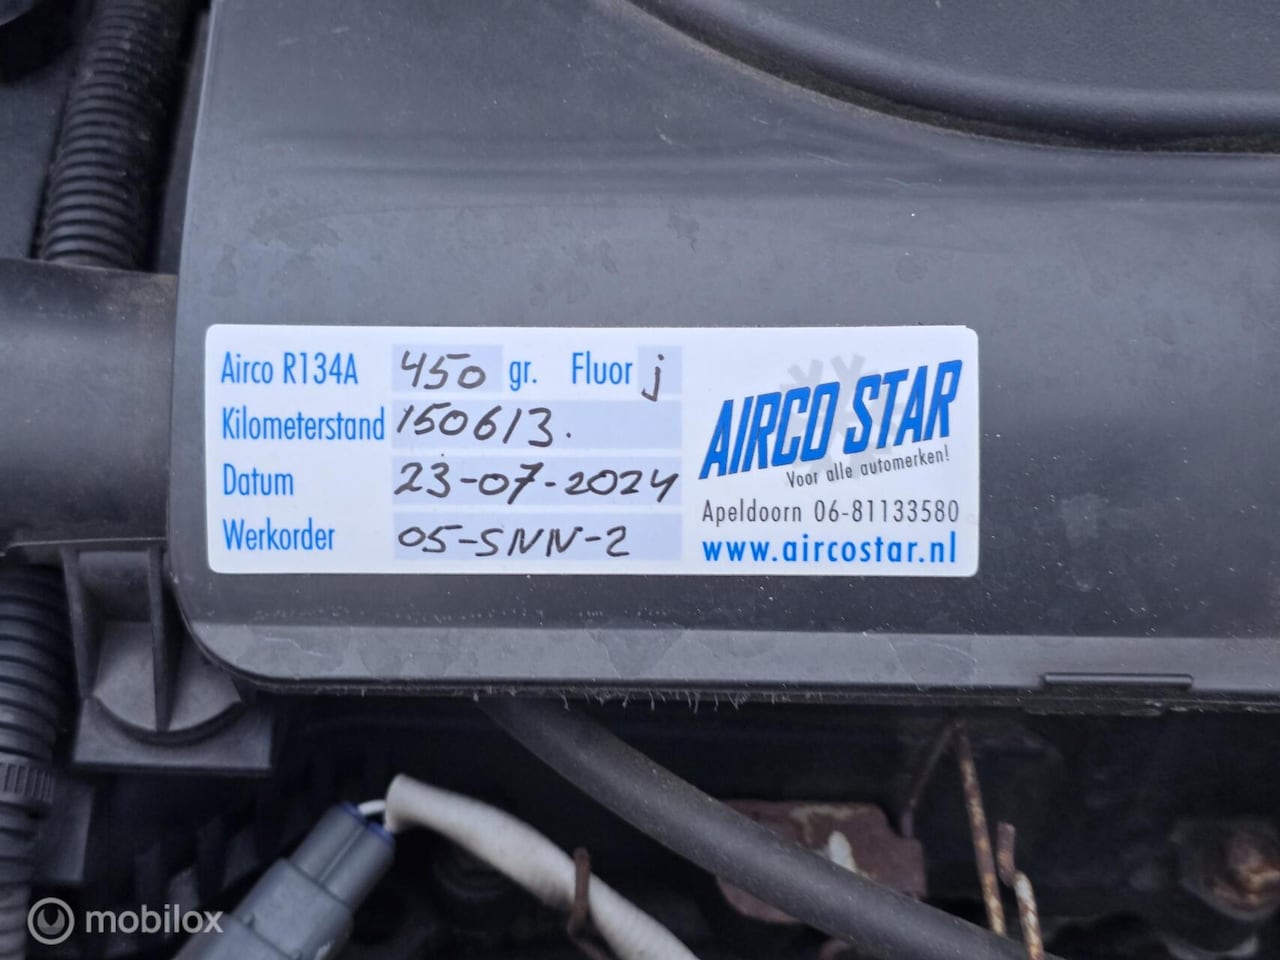 Airco R134A 450 gr. Fluor j
Kilometerstand 150613.
Datum 23-07-2024
Werkorder 05-SNN-2
AIRCO STAR
Voor alle automerken!
Apeldoorn 06-81133580
www.aircostar.nl
mobilox